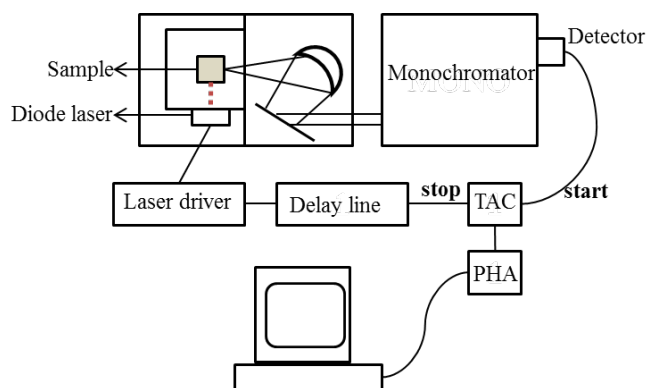 Detector
Sample
Monochromator
Diode laser
stop
start
Laser driver
Delay line
TAC
PHA